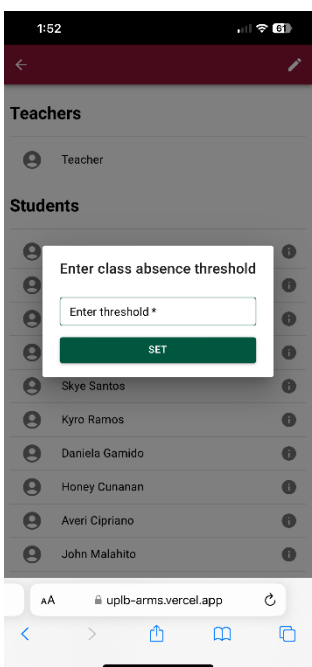 1:52
61
Teachers
Teacher
Students
Enter class absence threshold
Enter threshold *
SET
Skye Santos
Kyro Ramos
Daniela Gamido
Honey Cunanan
Averi Cipriano
John Malahito
AA
uplb-arms.vercel.app